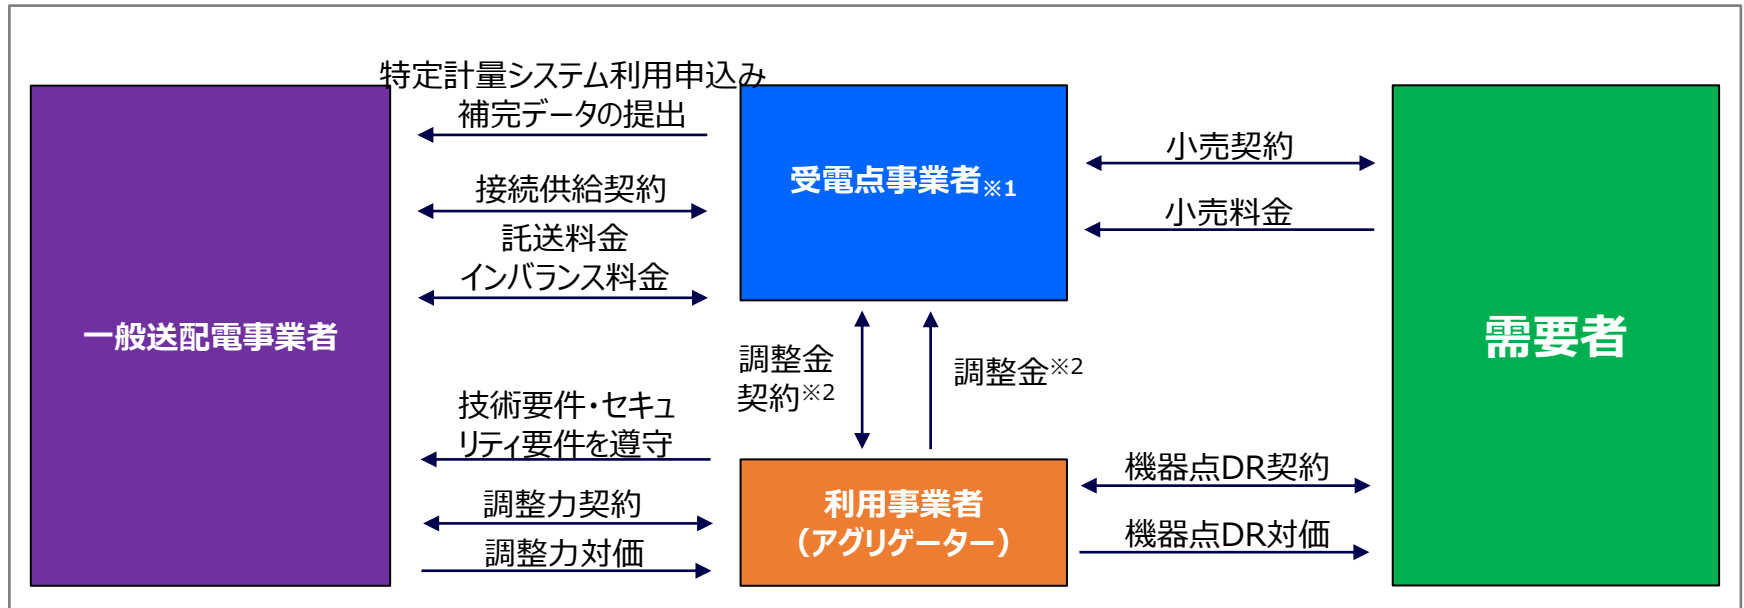 特定計量システム利用申込み
補完データの提出
接続供給契約
託送料金
インバランス料金
一般送配電事業者
技術要件・セキュ
リティ要件を遵守
調整力契約
調整力対価
受電点事業者※1
調整金
契約※2
調整金※2
利用事業者
（アグリゲーター）
小売契約
小売料金
機器点DR契約
機器点DR対価
需要者